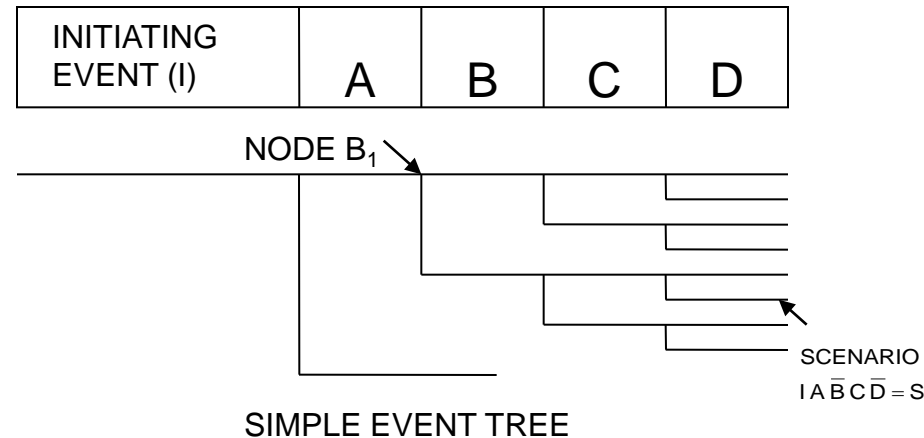 INITIATING
EVENT (I)
A
B
C
D
NODE B₁
SCENARIO
I A B̅ C D̅ = S
SIMPLE EVENT TREE